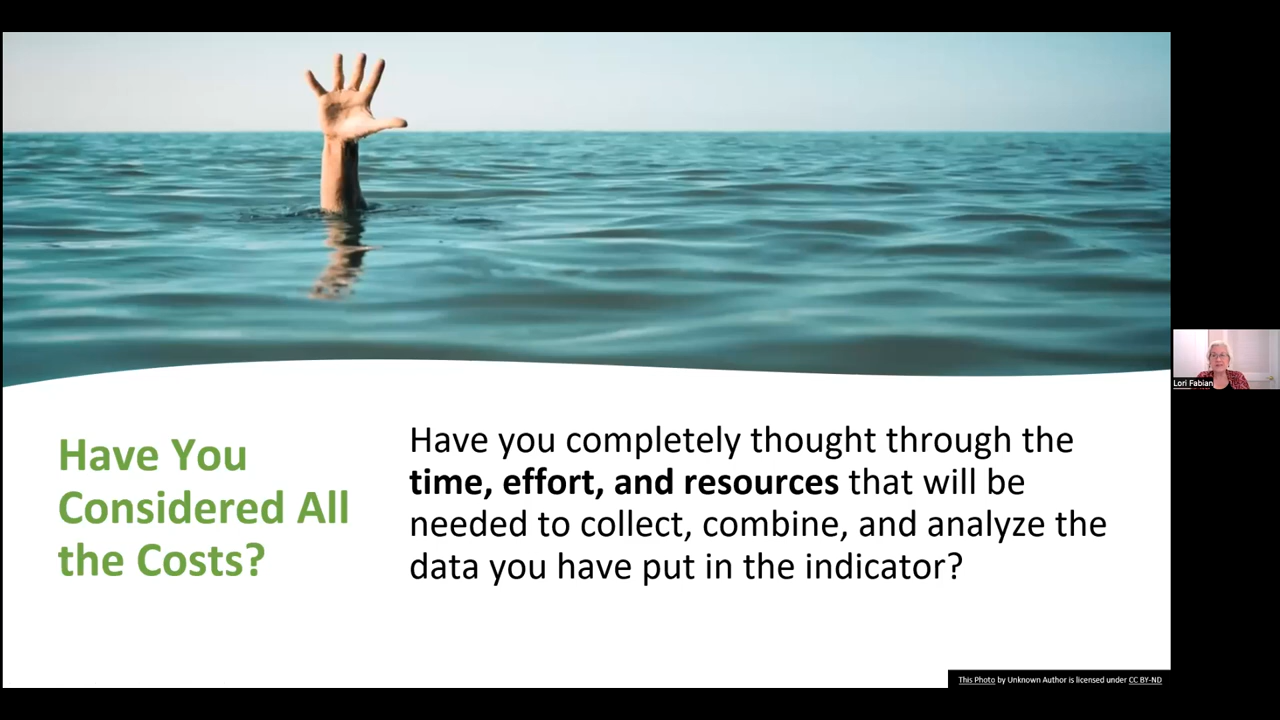 Have You
Considered All
the Costs?
Have you completely thought through the
time, effort, and resources that will be
needed to collect, combine, and analyze the
data you have put in the indicator?
Lori Fabian
This Photo by Unknown Author is licensed under CC BY-ND